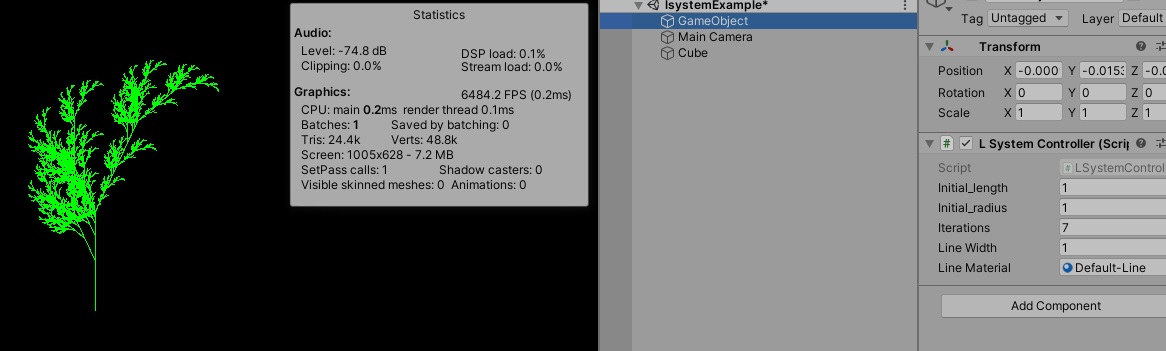 Statistics
Audio:
Level: -74.8 dB
DSP load: 0.1%
Clipping: 0.0%
Stream load: 0.0%
Graphics:
6484.2 FPS (0.2ms)
CPU: main 0.2ms render thread 0.1ms
Batches: 1 Saved by batching: 0
Tris: 24.4k Verts: 48.8k
Screen: 1005x628 - 7.2 MB
SetPass calls: 1 Shadow casters: 0
Visible skinned meshes: 0 Animations: 0
lsystemExample*
GameObject
Main Camera
Cube
Tag Untagged Layer Default
Transform
Position X -0.000 Y -0.0153 Z -0.0
Rotation X 0 Y 0 Z 0
Scale X 1 Y 1 Z 1
# L System Controller (Scrip
Script # LSystemControl
Initial_length 1
Initial_radius 1
Iterations 7
Line Width 1
Line Material Default-Line
Add Component